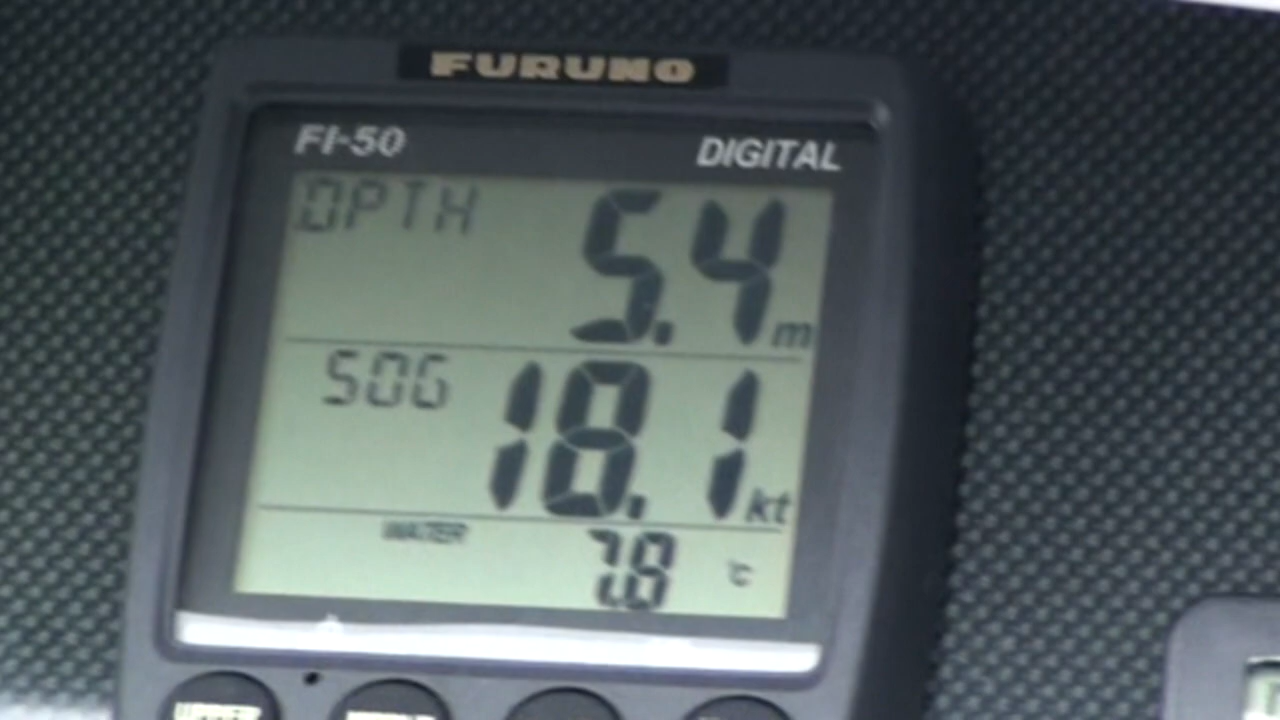 FURUNO
FI-50 DIGITAL
DPTH 5.4 m
SOG 18.1 kt
WATER 7.8 °C